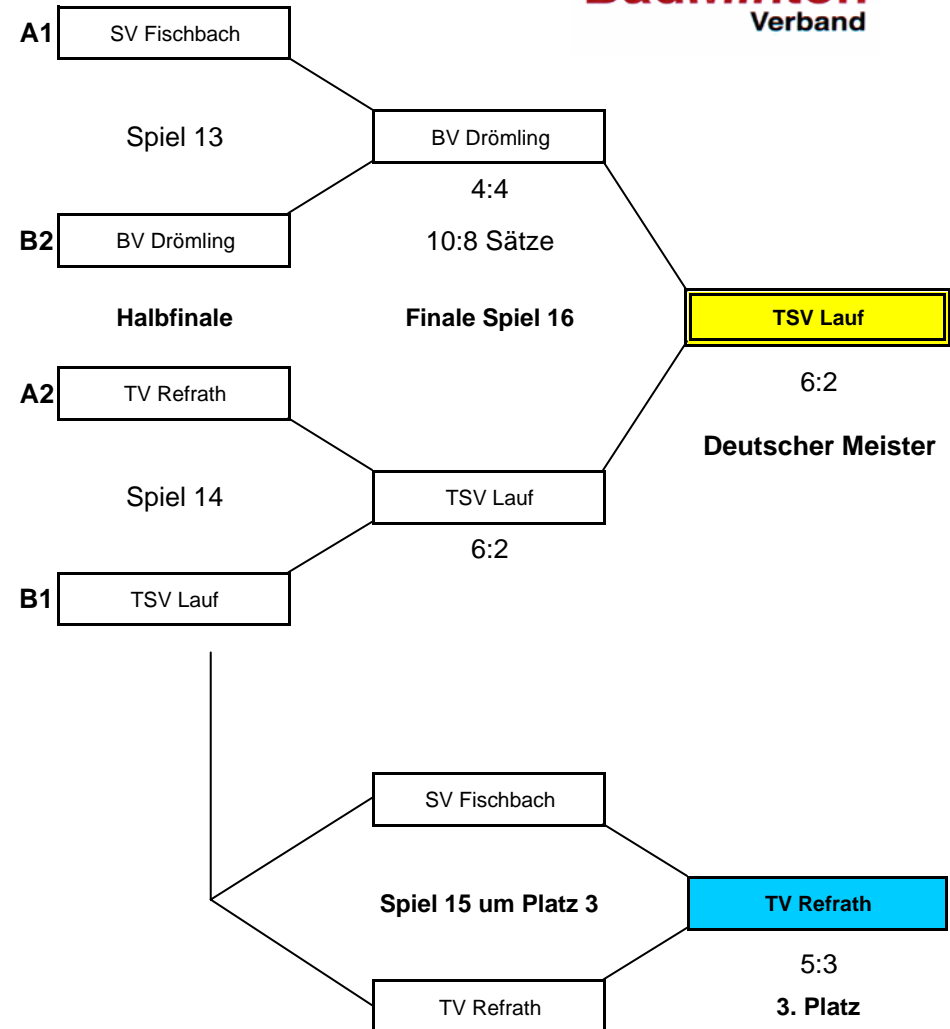 Badminton
Verband
A1 SV Fischbach
Spiel 13
BV Drömling
4:4
B2 BV Drömling
10:8 Sätze
Halbfinale
Finale Spiel 16
TSV Lauf
6:2
Deutscher Meister
A2 TV Refrath
Spiel 14
TSV Lauf
6:2
B1 TSV Lauf
SV Fischbach
Spiel 15 um Platz 3
TV Refrath
5:3
TV Refrath
3. Platz